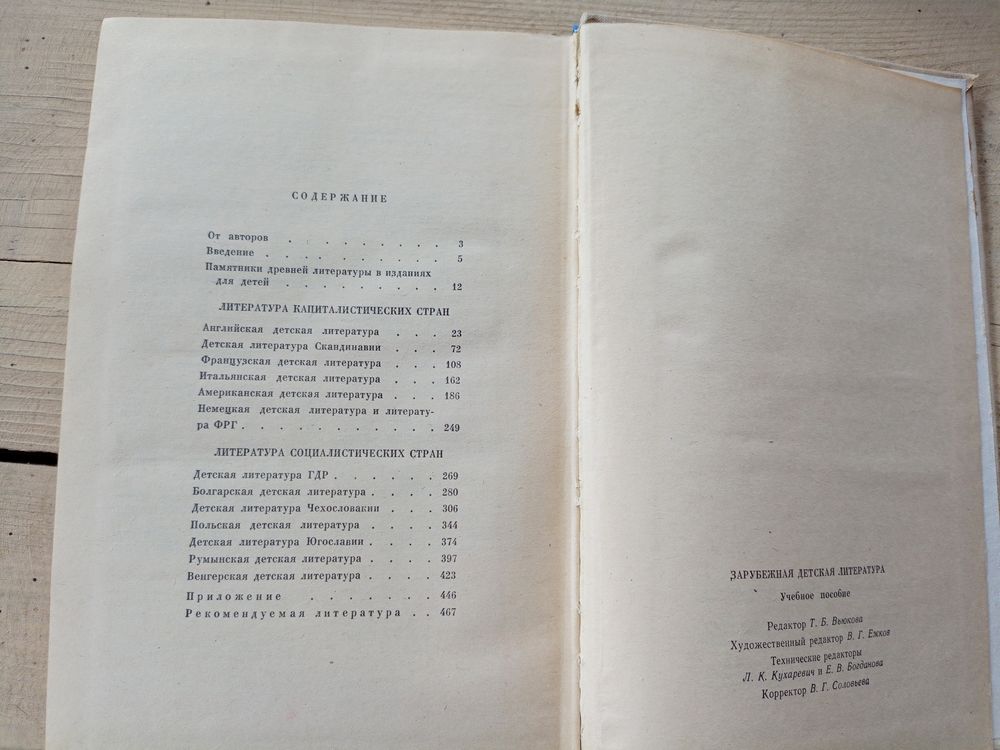 СОДЕРЖАНИЕ
От авторов . . . . . . . . 3
Введение . . . . . . . . . . 5
Памятники древней литературы в изданиях
для детей . . . . . . . . . 12
ЛИТЕРАТУРА КАПИТАЛИСТИЧЕСКИХ СТРАН
Английская детская литература . . . 23
Детская литература Скандинавии . . . 72
Французская детская литература . . . 108
Итальянская детская литература . . . 162
Американская детская литература . . . 186
Немецкая детская литература и литерату-
ра ФРГ . . . . . . . . . . . 249
ЛИТЕРАТУРА СОЦИАЛИСТИЧЕСКИХ СТРАН
Детская литература ГДР . . . . . . 269
Болгарская детская литература . . . . 280
Детская литература Чехословакии . . . 306
Польская детская литература . . . . 344
Детская литература Югославии . . . . 374
Румынская детская литература . . . . 397
Венгерская детская литература . . . . 423
Приложение . . . . . . . 446
Рекомендуемая литература . . 467
ЗАРУБЕЖНАЯ ДЕТСКАЯ ЛИТЕРАТУРА
Учебное пособие
Редактор Т. Б. Вьюкова
Художественный редактор В. Г. Ежков
Технические редакторы
Л. К. Кухаревич и Е. В. Богданова
Корректор В. Г. Соловьева